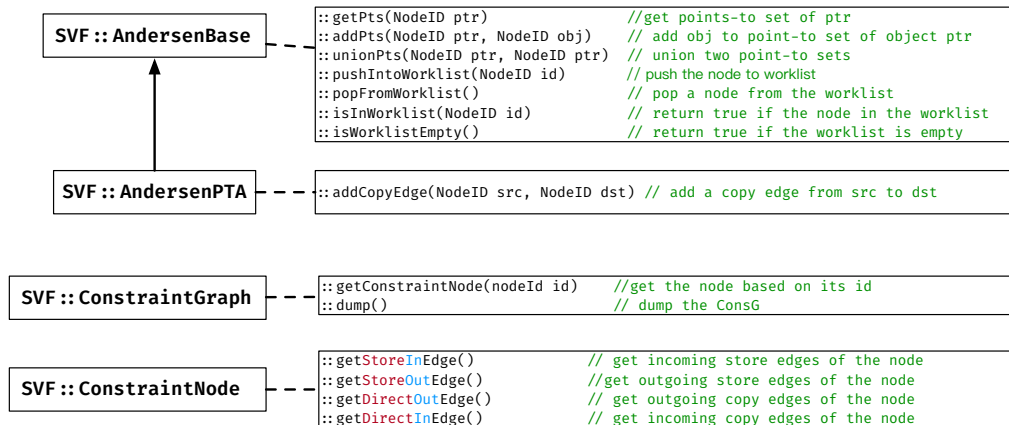 SVF::AndersenBase
::getPts(NodeID ptr) //get points-to set of ptr
::addPts(NodeID ptr, NodeID obj) // add obj to point-to set of object ptr
::unionPts(NodeID ptr, NodeID ptr) // union two point-to sets
::pushIntoWorklist(NodeID id) // push the node to worklist
::popFromWorklist() // pop a node from the worklist
::isInWorklist(NodeID id) // return true if the node in the worklist
::isWorklistEmpty() // return true if the worklist is empty
SVF::AndersenPTA
::addCopyEdge(NodeID src, NodeID dst) // add a copy edge from src to dst
SVF::ConstraintGraph
::getConstraintNode(nodeId id) //get the node based on its id
::dump() // dump the ConsG
SVF::ConstraintNode
::getStoreInEdge() // get incoming store edges of the node
::getStoreOutEdge() //get outgoing store edges of the node
::getDirectOutEdge() // get outgoing copy edges of the node
::getDirectInEdge() // get incoming copy edges of the node